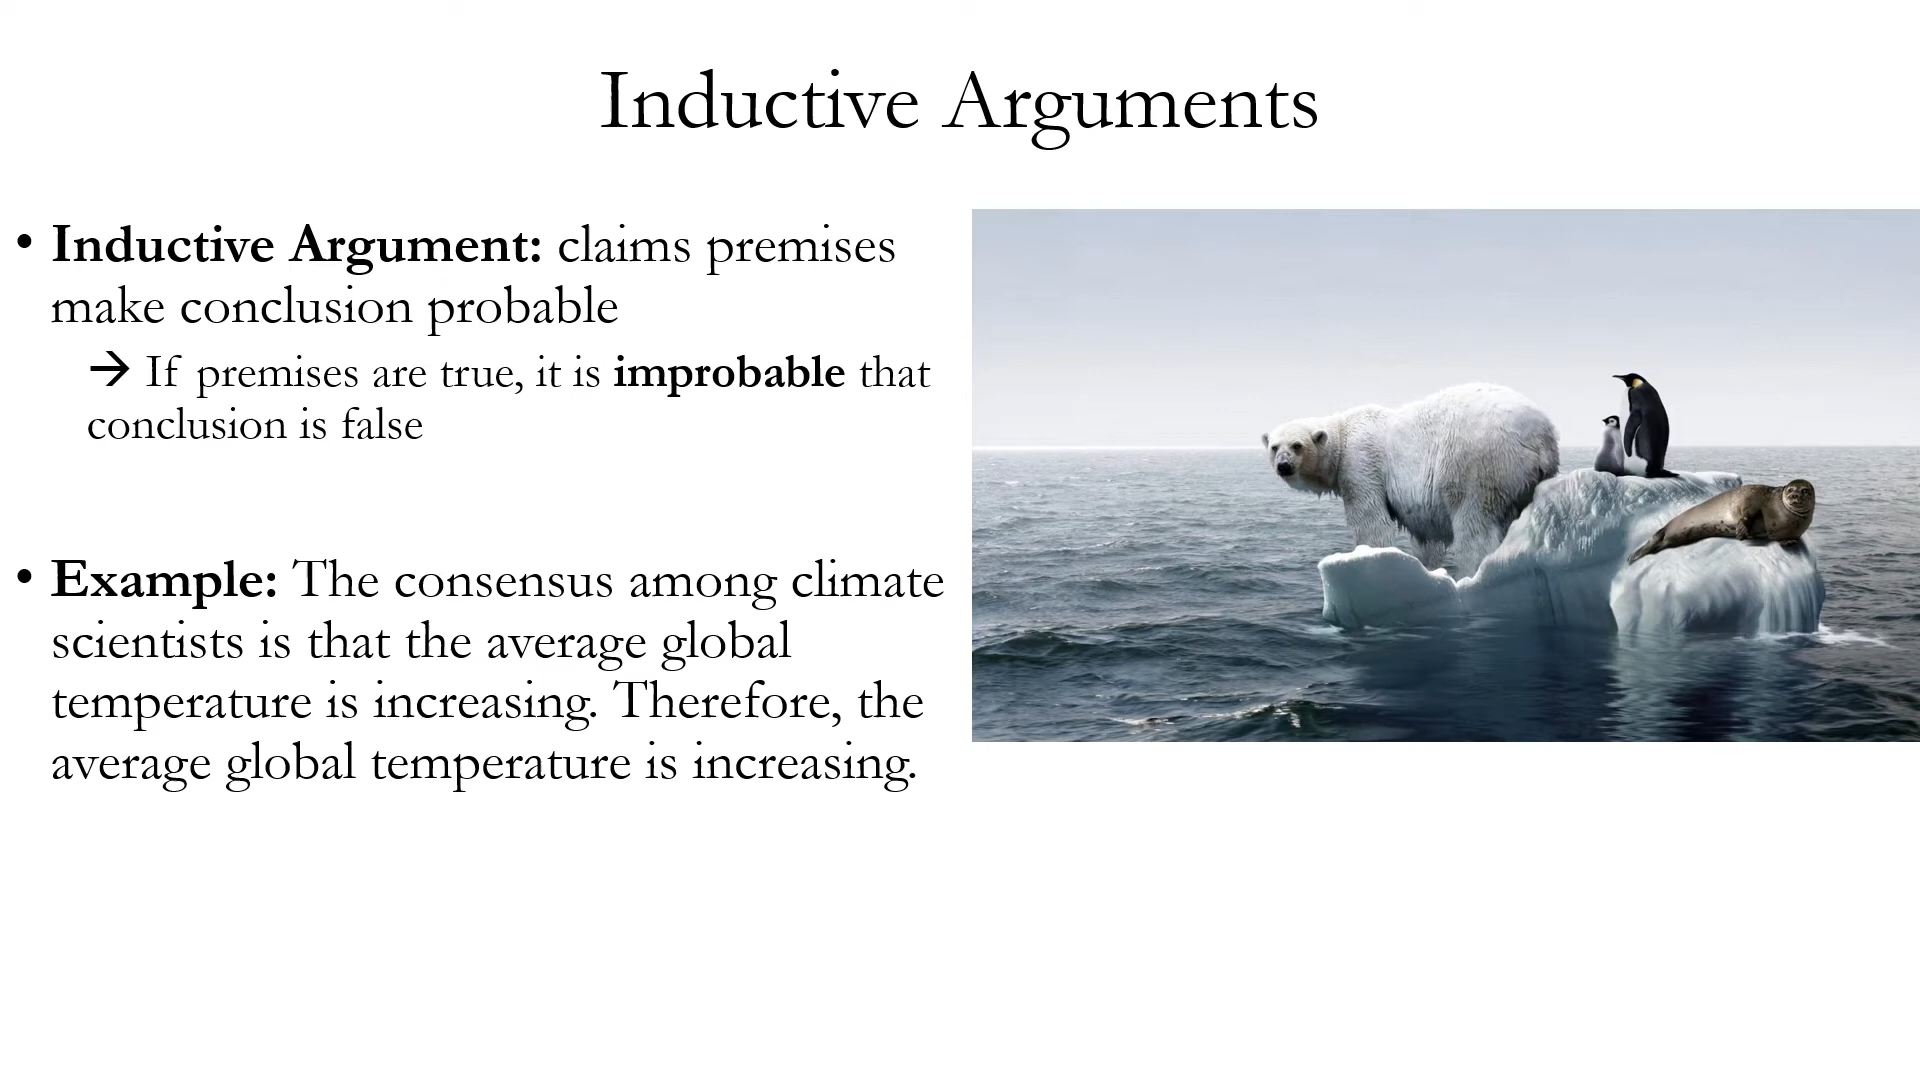 Inductive Arguments
• Inductive Argument: claims premises
make conclusion probable
→ If premises are true, it is improbable that
conclusion is false
• Example: The consensus among climate
scientists is that the average global
temperature is increasing. Therefore, the
average global temperature is increasing.